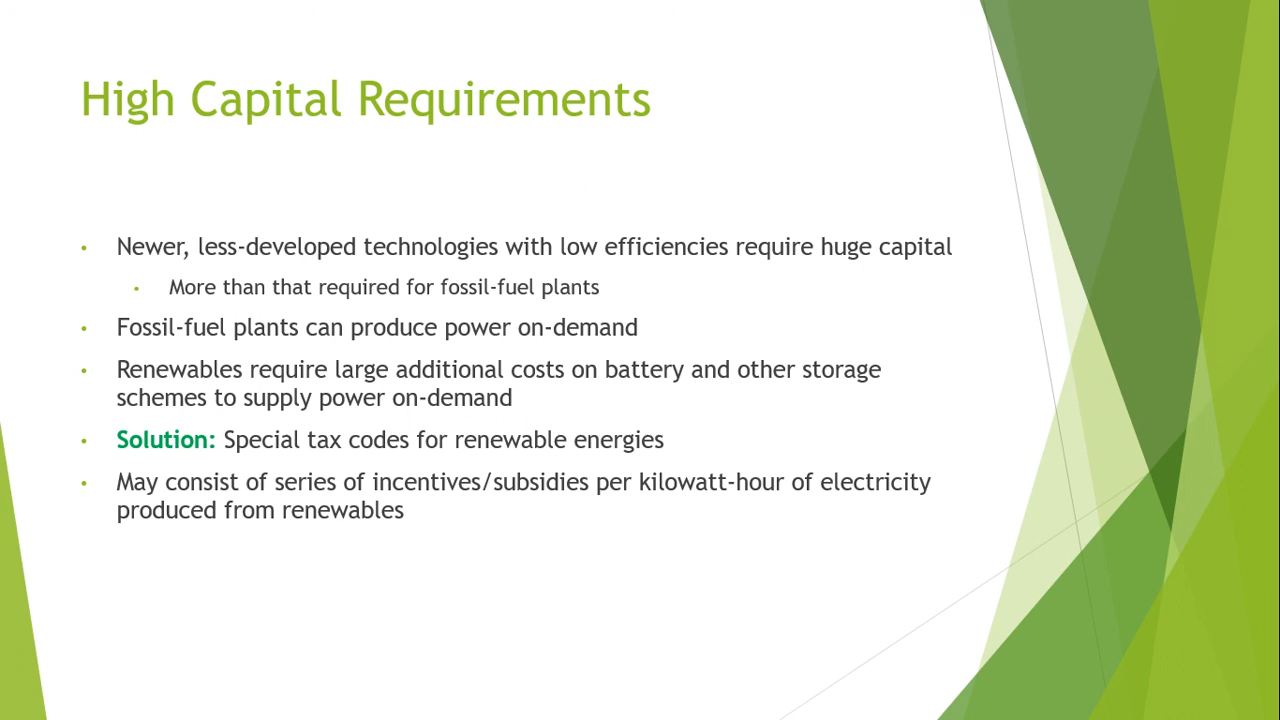 High Capital Requirements
• Newer, less-developed technologies with low efficiencies require huge capital
• More than that required for fossil-fuel plants
• Fossil-fuel plants can produce power on-demand
• Renewables require large additional costs on battery and other storage
schemes to supply power on-demand
• Solution: Special tax codes for renewable energies
• May consist of series of incentives/subsidies per kilowatt-hour of electricity
produced from renewables